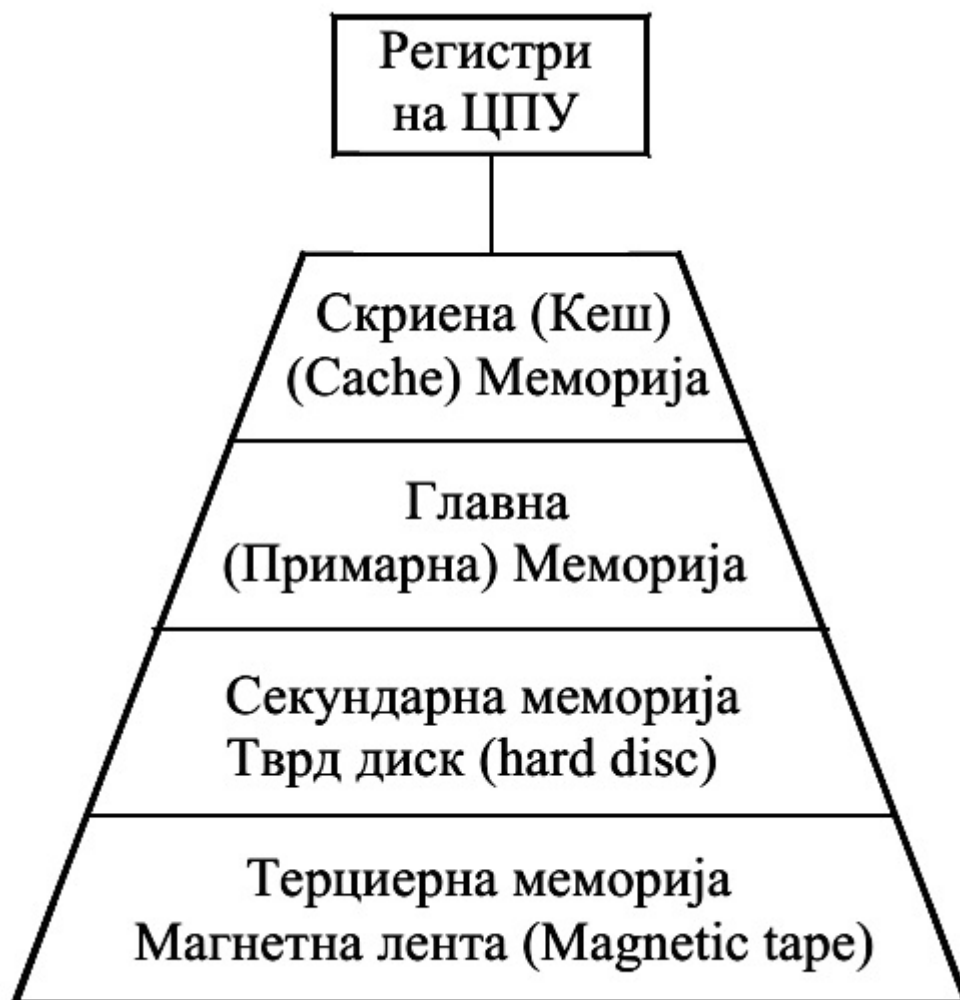 Регистри
на ЦПУ
Скриена (Кеш)
(Cache) Меморија
Главна
(Примарна) Меморија
Секундарна меморија
Тврд диск (hard disc)
Терциерна меморија
Магнетна лента (Magnetic tape)